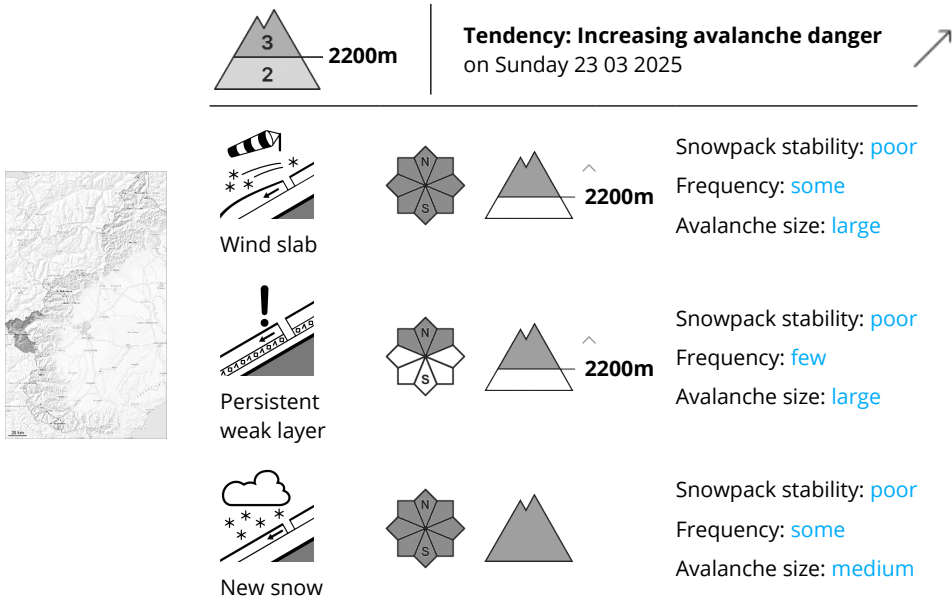 3
2200m
2
Tendency: Increasing avalanche danger
on Sunday 23 03 2025
N
S
2200m
Wind slab
Snowpack stability: poor
Frequency: some
Avalanche size: large
N
S
2200m
Persistent
weak layer
Snowpack stability: poor
Frequency: few
Avalanche size: large
20 km
N
S
New snow
Snowpack stability: poor
Frequency: some
Avalanche size: medium